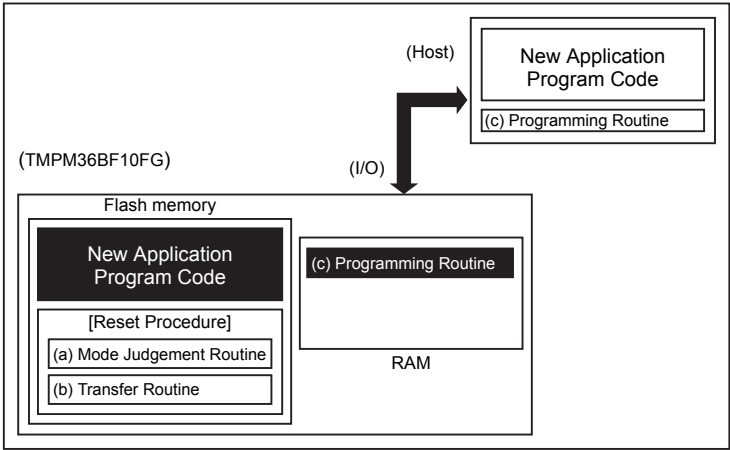 (Host)
New Application
Program Code
(c) Programming Routine
(TMPM36BF10FG)
(I/O)
Flash memory
New Application
Program Code
[Reset Procedure]
(a) Mode Judgement Routine
(b) Transfer Routine
(c) Programming Routine
RAM